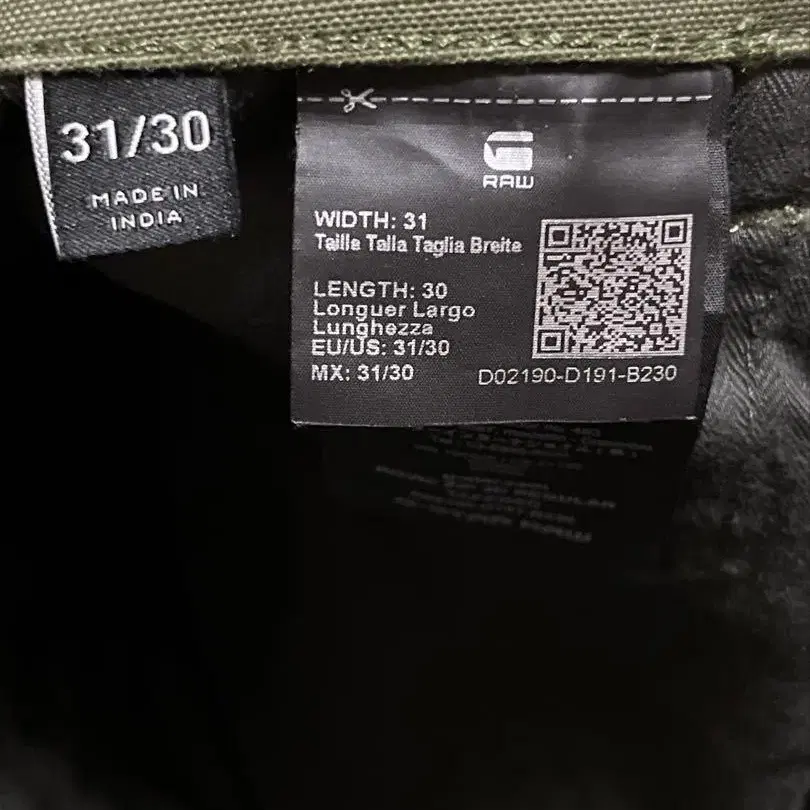 31/30
MADE IN
INDIA
G
RAW
WIDTH: 31
Taille Talla Taglia Breite
LENGTH: 30
Longuer Largo
Lunghezza
EU/US: 31/30
MX: 31/30
D02190-D191-B230